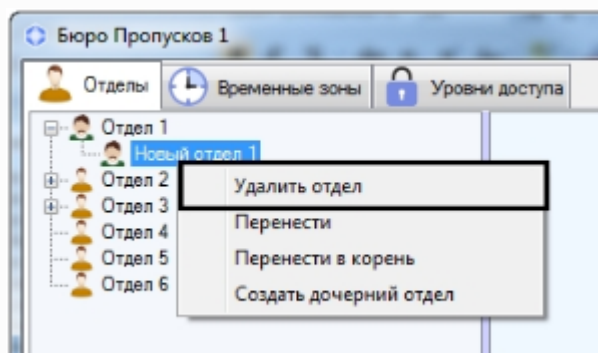 Бюро Пропусков 1
Отделы Временные зоны Уровни доступа
Отдел 1
Новый отдел 1
Отдел 2
Отдел 3
Отдел 4
Отдел 5
Отдел 6
Удалить отдел
Перенести
Перенести в корень
Создать дочерний отдел